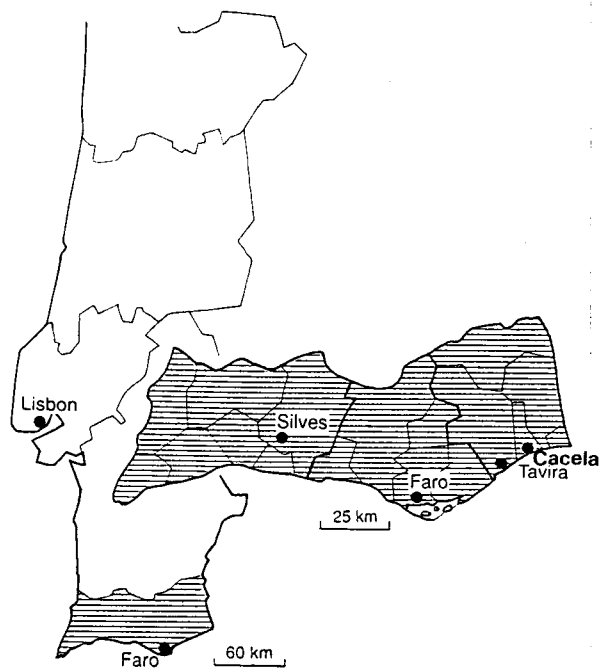 Lisbon
Silves
Cacela
Tavira
Faro
25 km
Faro
60 km